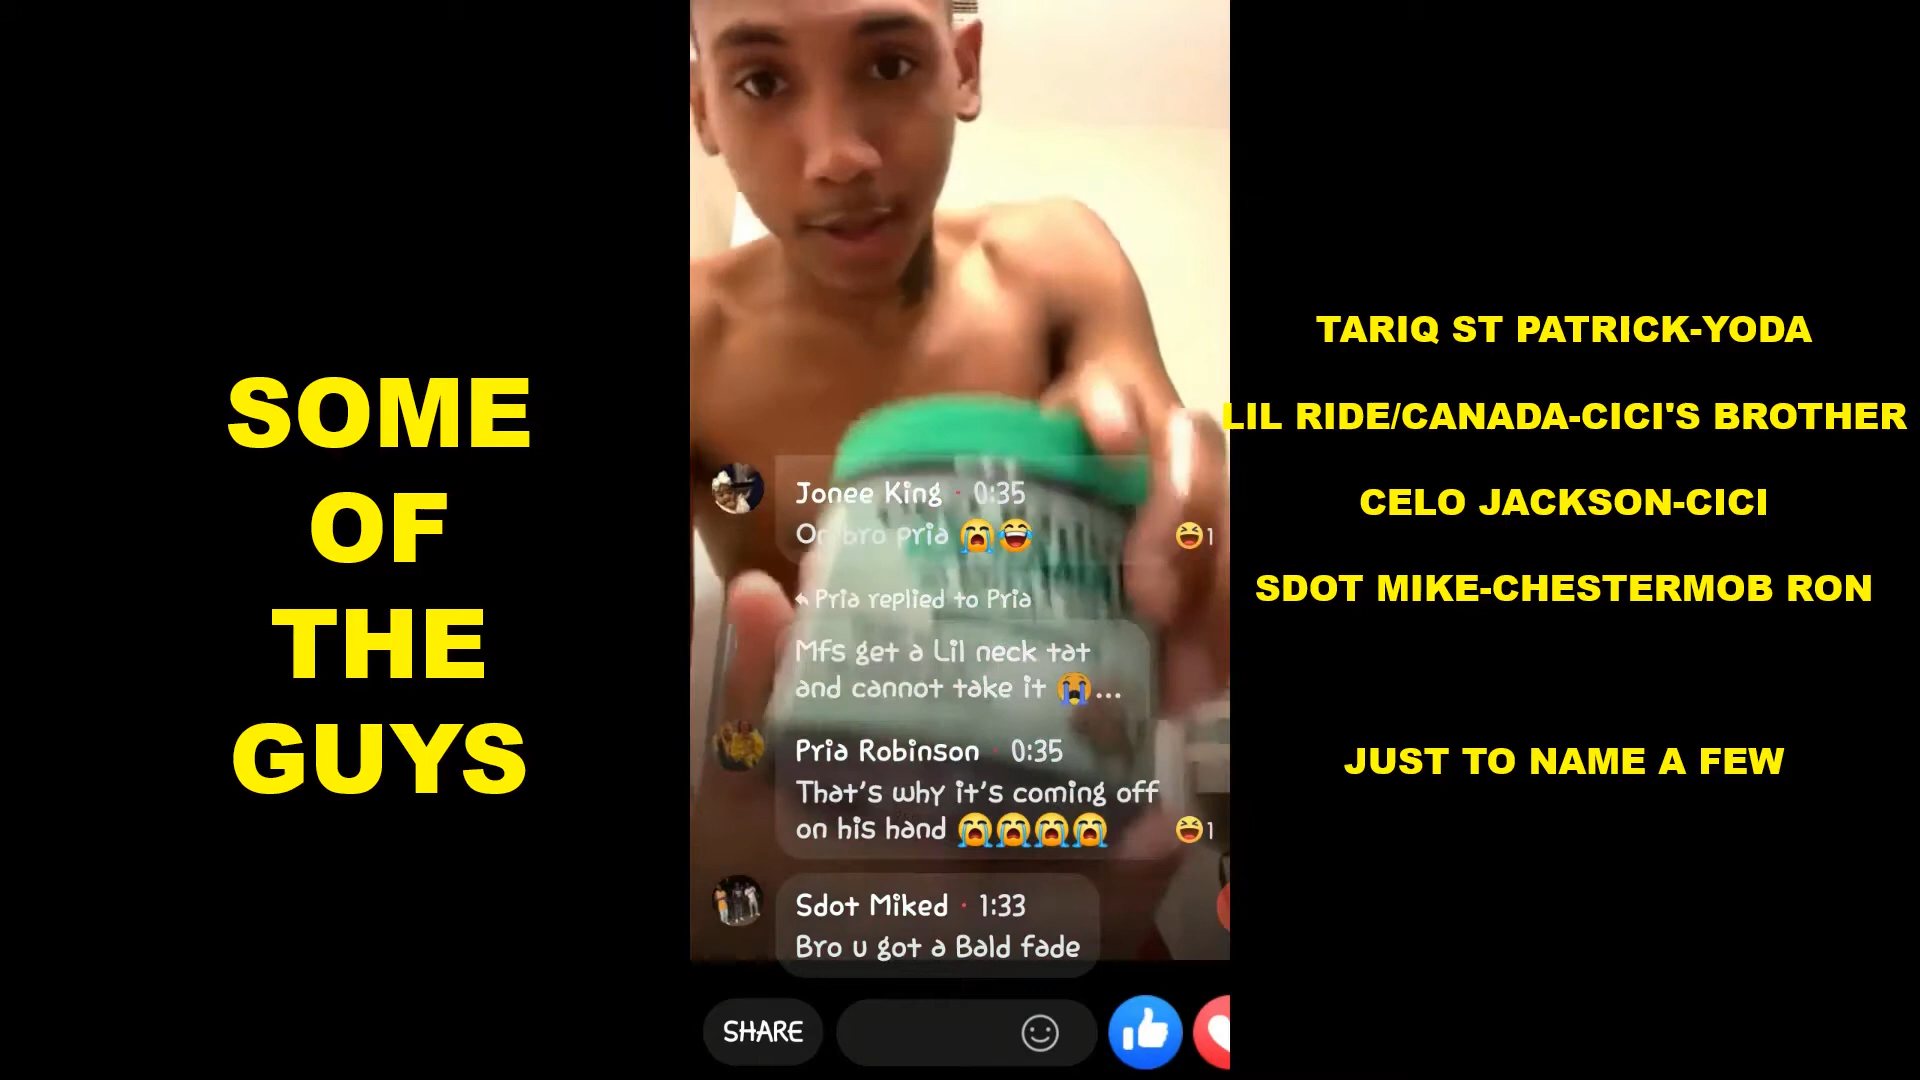 SOME
OF
THE
GUYS
Jonee King · 0:35
On bro pria 😭😂
😆1
Pria replied to Pria
Mfs get a Lil neck tat
and cannot take it 😭...
Pria Robinson · 0:35
That's why it's coming off
on his hand 😭😭😭😭
😆1
Sdot Miked · 1:33
Bro u got a Bald fade
SHARE
TARIQ ST PATRICK-YODA
LIL RIDE/CANADA-CICI'S BROTHER
CELO JACKSON-CICI
SDOT MIKE-CHESTERMOB RON
JUST TO NAME A FEW